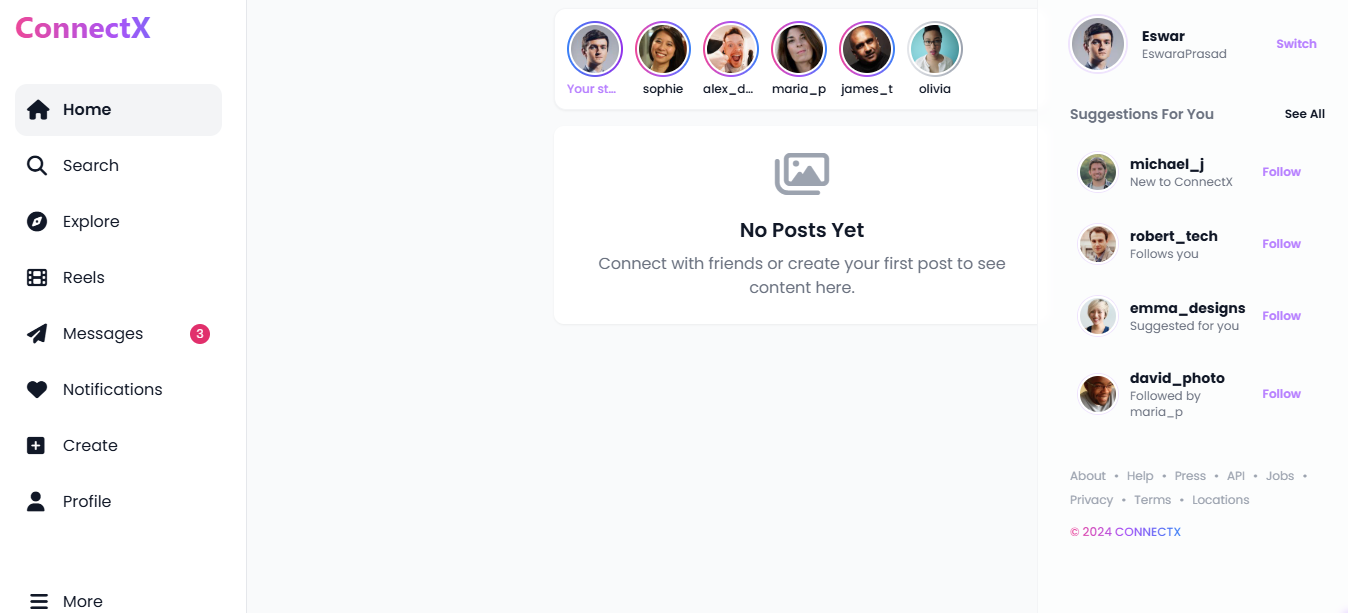 ConnectX
Home
Search
Explore
Reels
Messages
3
Notifications
Create
Profile
More
Your st...
sophie
alex_d...
maria_p
james_t
olivia
No Posts Yet
Connect with friends or create your first post to see
content here.
Eswar
EswaraPrasad
Switch
Suggestions For You
See All
michael_j
New to ConnectX
Follow
robert_tech
Follows you
Follow
emma_designs
Suggested for you
Follow
david_photo
Followed by
maria_p
Follow
About • Help • Press • API • Jobs •
Privacy • Terms • Locations
© 2024 CONNECTX